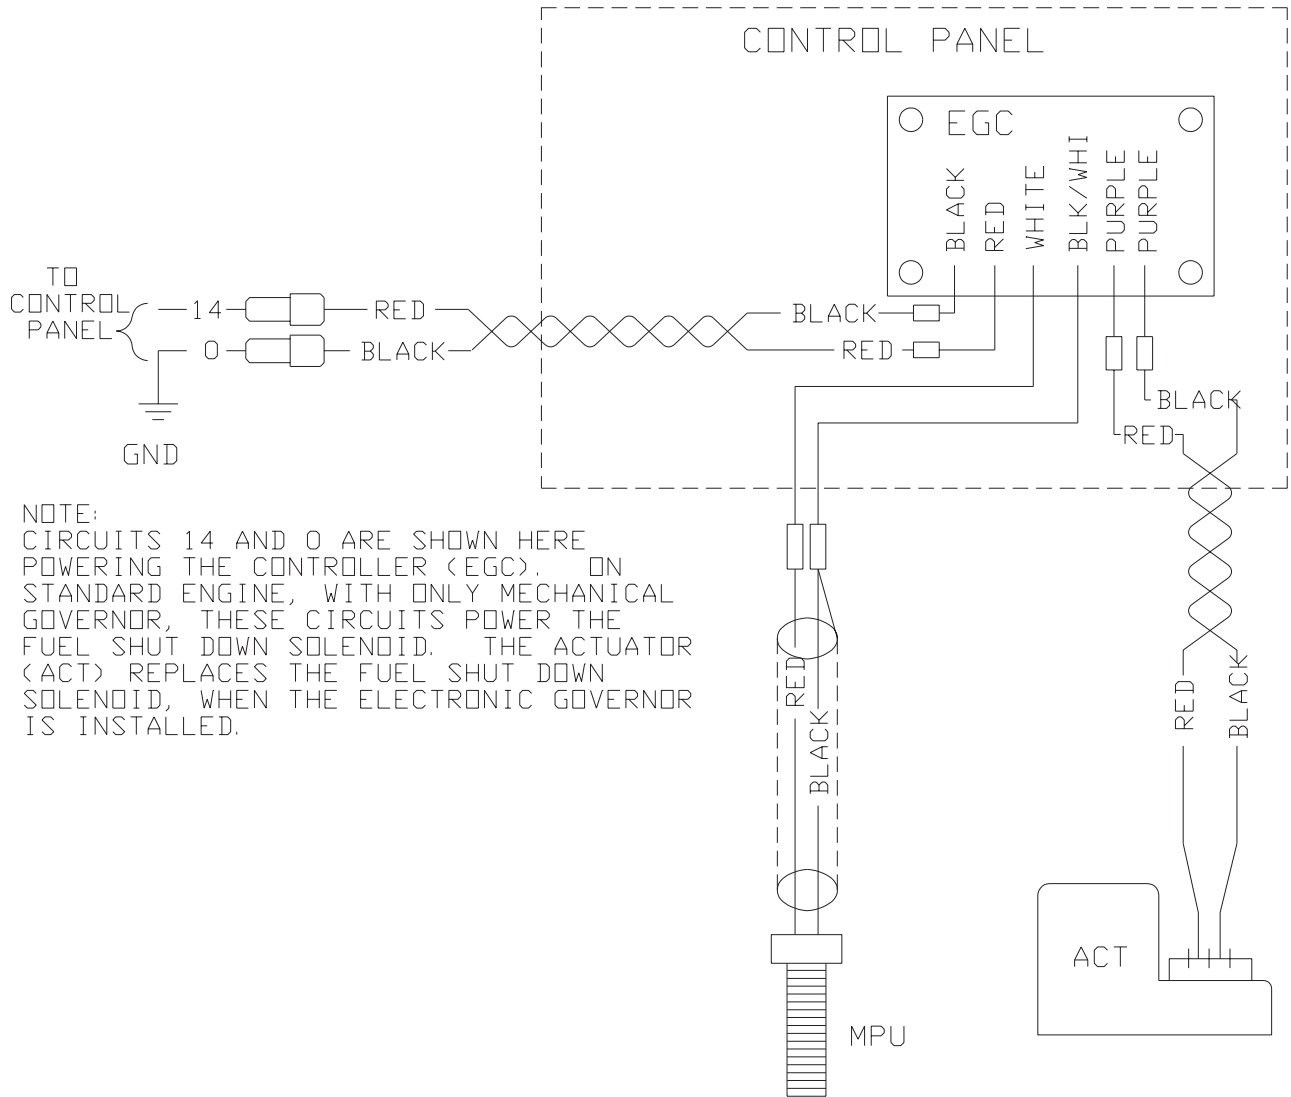 CONTROL PANEL
EGC
BLACK
RED
WHITE
BLK/WHI
PURPLE
PURPLE
TO
CONTROL
PANEL
14
RED
BLACK
0
BLACK
RED
GND
BLACK
RED
NOTE:
CIRCUITS 14 AND 0 ARE SHOWN HERE
POWERING THE CONTROLLER (EGC). ON
STANDARD ENGINE, WITH ONLY MECHANICAL
GOVERNOR, THESE CIRCUITS POWER THE
FUEL SHUT DOWN SOLENOID. THE ACTUATOR
(ACT) REPLACES THE FUEL SHUT DOWN
SOLENOID, WHEN THE ELECTRONIC GOVERNOR
IS INSTALLED.
RED
BLACK
RED
BLACK
ACT
MPU